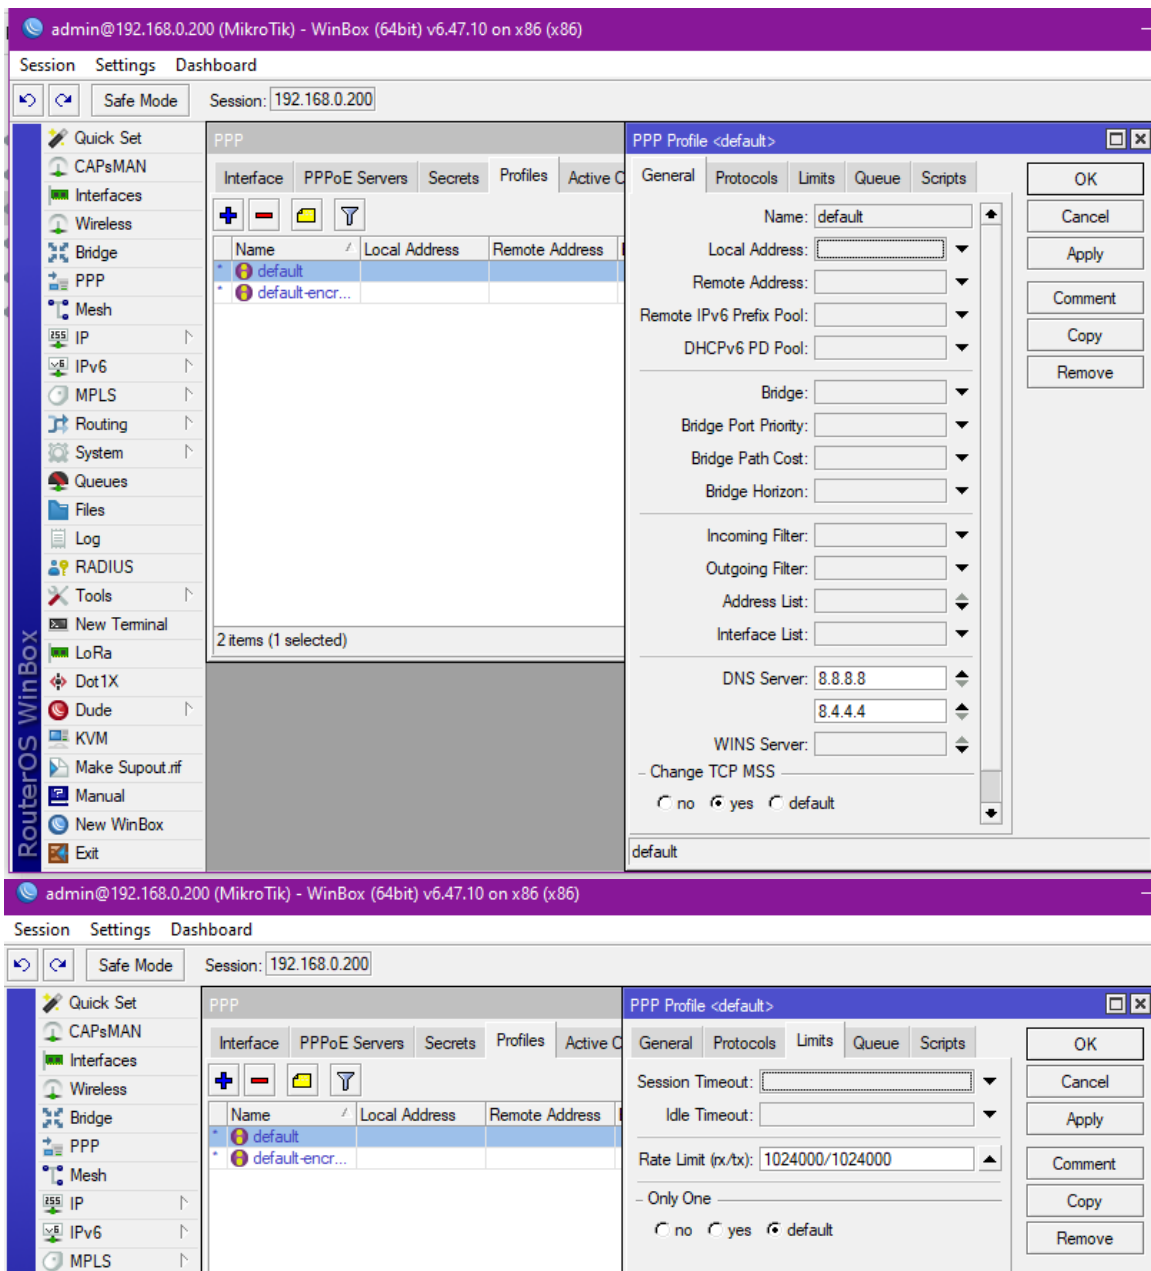 admin@192.168.0.200 (MikroTik) - WinBox (64bit) v6.47.10 on x86 (x86)
Session Settings Dashboard
Safe Mode Session: 192.168.0.200
RouterOS WinBox
Quick Set
CAPsMAN
Interfaces
Wireless
Bridge
PPP
Mesh
IP
IPv6
MPLS
Routing
System
Queues
Files
Log
RADIUS
Tools
New Terminal
LoRa
Dot1X
Dude
KVM
Make Supout.rif
Manual
New WinBox
Exit
PPP
Interface PPPoE Servers Secrets Profiles Active C
Name Local Address Remote Address
* default
* default-encr...
2 items (1 selected)
PPP Profile <default>
General Protocols Limits Queue Scripts
Name: default
Local Address:
Remote Address:
Remote IPv6 Prefix Pool:
DHCPv6 PD Pool:
Bridge:
Bridge Port Priority:
Bridge Path Cost:
Bridge Horizon:
Incoming Filter:
Outgoing Filter:
Address List:
Interface List:
DNS Server: 8.8.8.8
8.4.4.4
WINS Server:
Change TCP MSS
no yes default
default
OK
Cancel
Apply
Comment
Copy
Remove
admin@192.168.0.200 (MikroTik) - WinBox (64bit) v6.47.10 on x86 (x86)
Session Settings Dashboard
Safe Mode Session: 192.168.0.200
Quick Set
CAPsMAN
Interfaces
Wireless
Bridge
PPP
Mesh
IP
IPv6
MPLS
PPP
Interface PPPoE Servers Secrets Profiles Active C
Name Local Address Remote Address
* default
* default-encr...
PPP Profile <default>
General Protocols Limits Queue Scripts
Session Timeout:
Idle Timeout:
Rate Limit (rx/tx): 1024000/1024000
Only One
no yes default
OK
Cancel
Apply
Comment
Copy
Remove